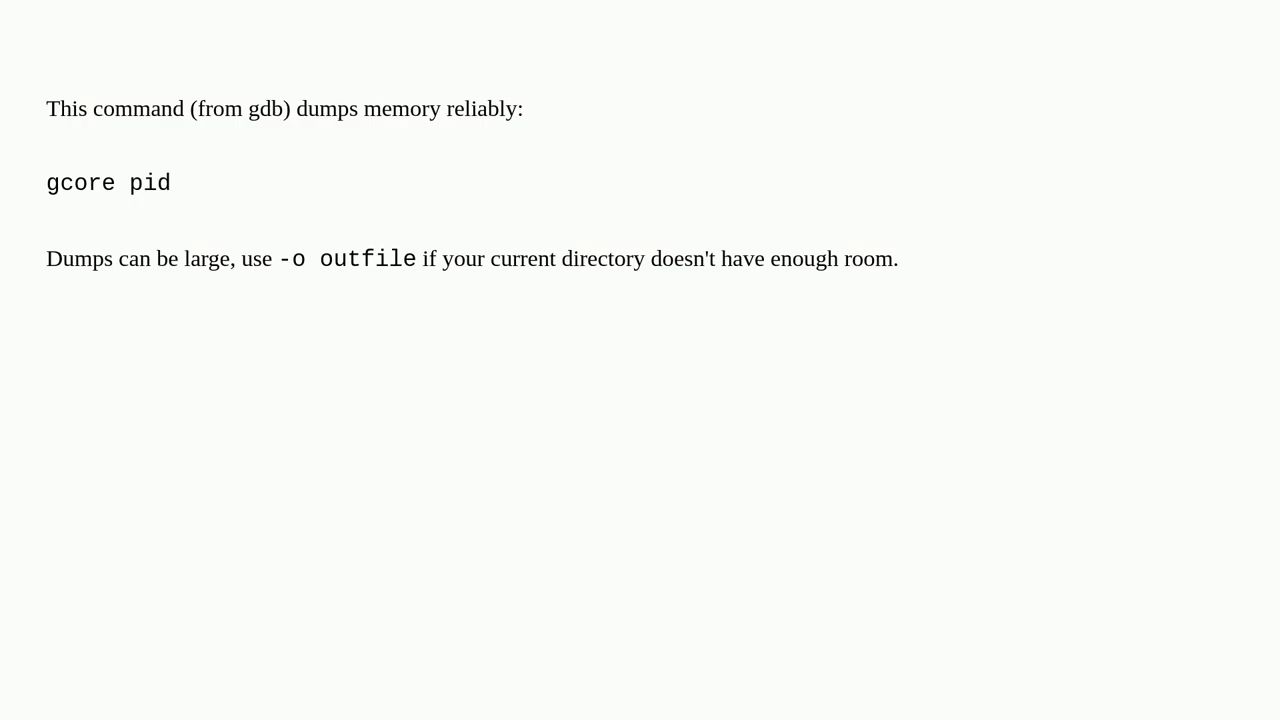 This command (from gdb) dumps memory reliably:
gcore pid
Dumps can be large, use -o outfile if your current directory doesn't have enough room.